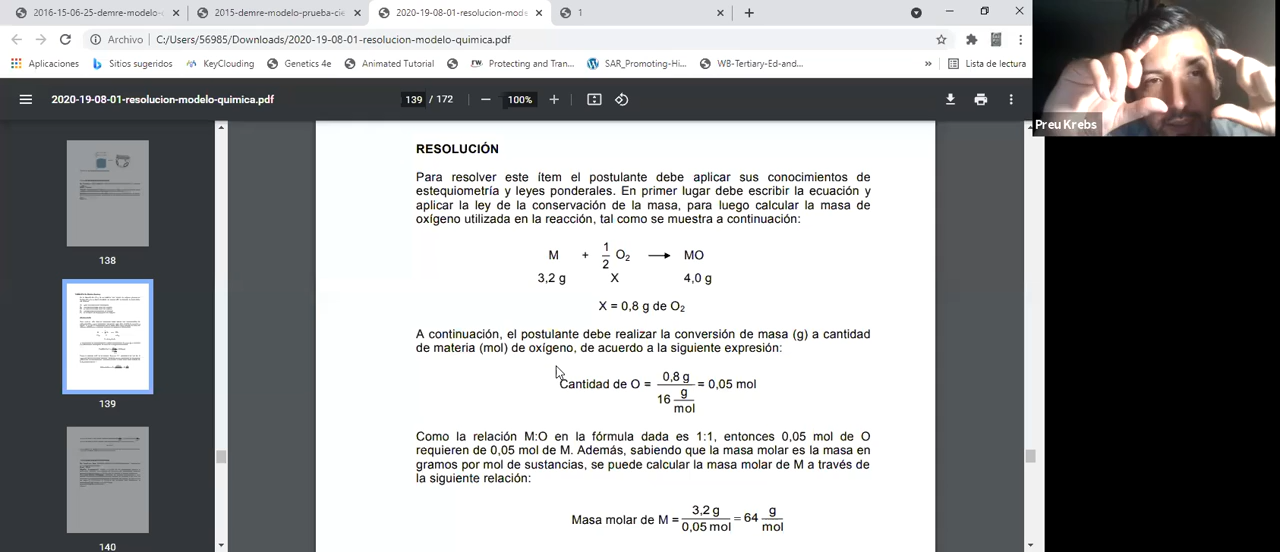 2016-15-06-25-demre-modelo-
2015-demre-modelo-prueba-cie
2020-19-08-01-resolucion-mode
1
Archivo
C:/Users/56985/Downloads/2020-19-08-01-resolucion-modelo-quimica.pdf
Aplicaciones
Sitios sugeridos
KeyClouding
Genetics 4e
Animated Tutorial
Protecting and Tran...
SAR_Promoting-Hi...
WB-Tertiary-Ed-and...
»
Lista de lectura
Preu Krebs
2020-19-08-01-resolucion-modelo-quimica.pdf
139 / 172
100%
138
139
140
RESOLUCIÓN
Para resolver este ítem el postulante debe aplicar sus conocimientos de
estequiometría y leyes ponderales. En primer lugar debe escribir la ecuación y
aplicar la ley de la conservación de la masa, para luego calcular la masa de
oxígeno utilizada en la reacción, tal como se muestra a continuación:
M + 1/2 O₂ → MO
3,2 g X 4,0 g
X = 0,8 g de O₂
A continuación, el postulante debe realizar la conversión de masa (g) a cantidad
de materia (mol) de oxígeno, de acuerdo a la siguiente expresión:
Cantidad de O = 0,8 g / 16 g/mol = 0,05 mol
Como la relación M:O en la fórmula dada es 1:1, entonces 0,05 mol de O
requieren de 0,05 mol de M. Además, sabiendo que la masa molar es la masa en
gramos por mol de sustancias, se puede calcular la masa molar de M a través de
la siguiente relación:
Masa molar de M = 3,2 g / 0,05 mol = 64 g/mol